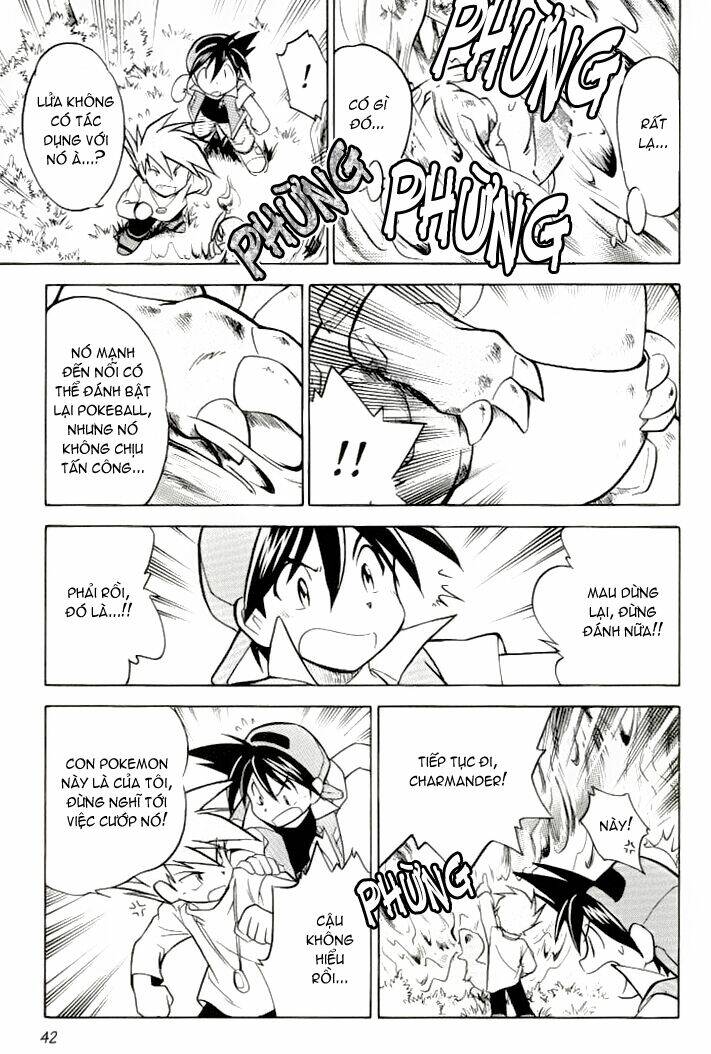 PHỪNG
RẤT
LẠ...
CÓ GÌ
ĐÓ...
PHỪNG
!
LỬA KHÔNG
CÓ TÁC
DỤNG VỚI
NÓ À...?
PHỪNG
!!
NÓ MẠNH
ĐẾN NỖI CÓ
THỂ ĐÁNH BẬT
LẠI POKEBALL,
NHƯNG NÓ
KHÔNG CHỊU
TẤN CÔNG...
MAU DỪNG
LẠI, ĐỪNG
ĐÁNH NỮA!!
PHẢI RỒI,
ĐÓ LÀ...!!
TIẾP TỤC ĐI,
CHARMANDER!
NÀY!
PHỪNG
CON POKEMON
NÀY LÀ CỦA TÔI,
ĐỪNG NGHĨ TỚI
VIỆC CƯỚP NÓ!
CẬU
KHÔNG
HIỂU
RỒI...
42